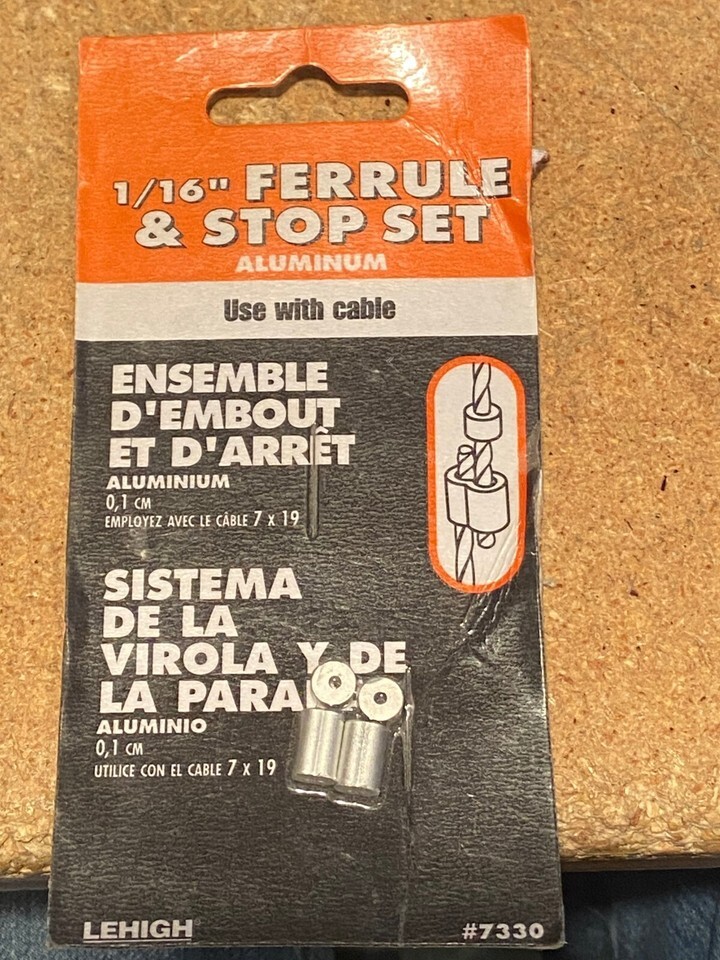 1/16" FERRULE
& STOP SET
ALUMINUM
Use with cable
ENSEMBLE
D'EMBOUT
ET D'ARRÊT
ALUMINIUM
0,1 CM
EMPLOYEZ AVEC LE CÂBLE 7 X 19
SISTEMA
DE LA
VIROLA Y DE
LA PARA
ALUMINIO
0,1 CM
UTILICE CON EL CABLE 7 X 19
LEHIGH #7330